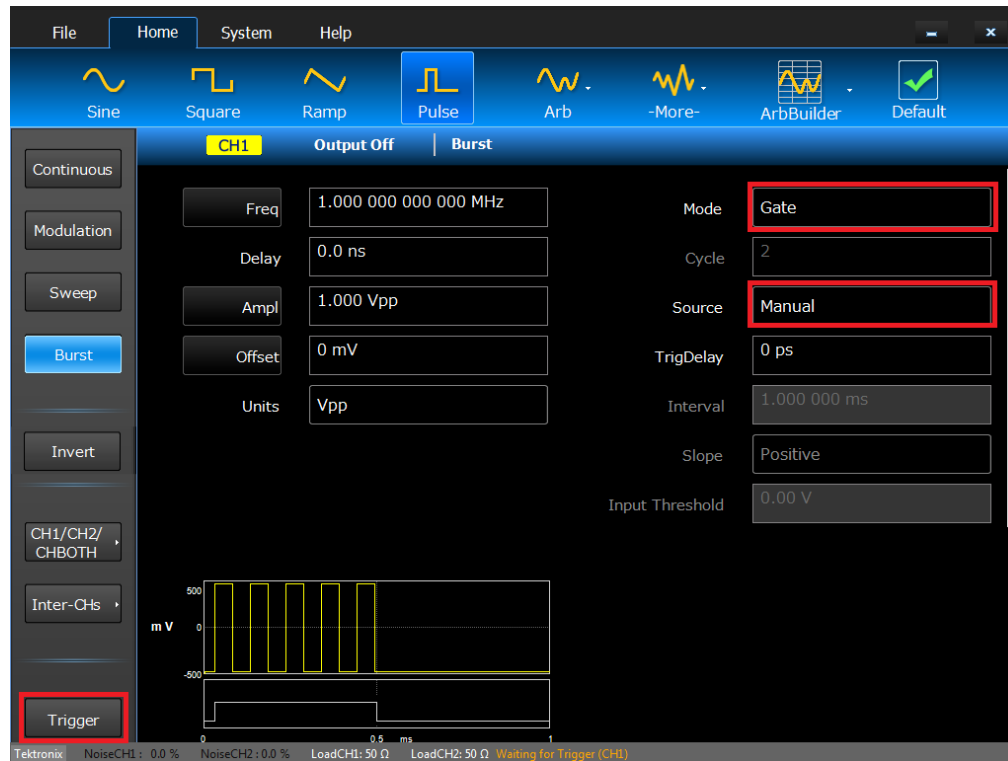 File Home System Help
Sine Square Ramp Pulse Arb -More- ArbBuilder Default
CH1 Output Off Burst
Continuous
Modulation
Sweep
Burst
Invert
CH1/CH2/
CHBOTH
Inter-CHs
Trigger
Freq 1.000 000 000 000 MHz
Delay 0.0 ns
Ampl 1.000 Vpp
Offset 0 mV
Units Vpp
Mode Gate
Cycle 2
Source Manual
TrigDelay 0 ps
Interval 1.000 000 ms
Slope Positive
Input Threshold 0.00 V
500
m V 0
-500
0 0.5 ms 1
Tektronix NoiseCH1 : 0.0 % NoiseCH2 : 0.0 % LoadCH1: 50 Ω LoadCH2: 50 Ω Waiting for Trigger (CH1)